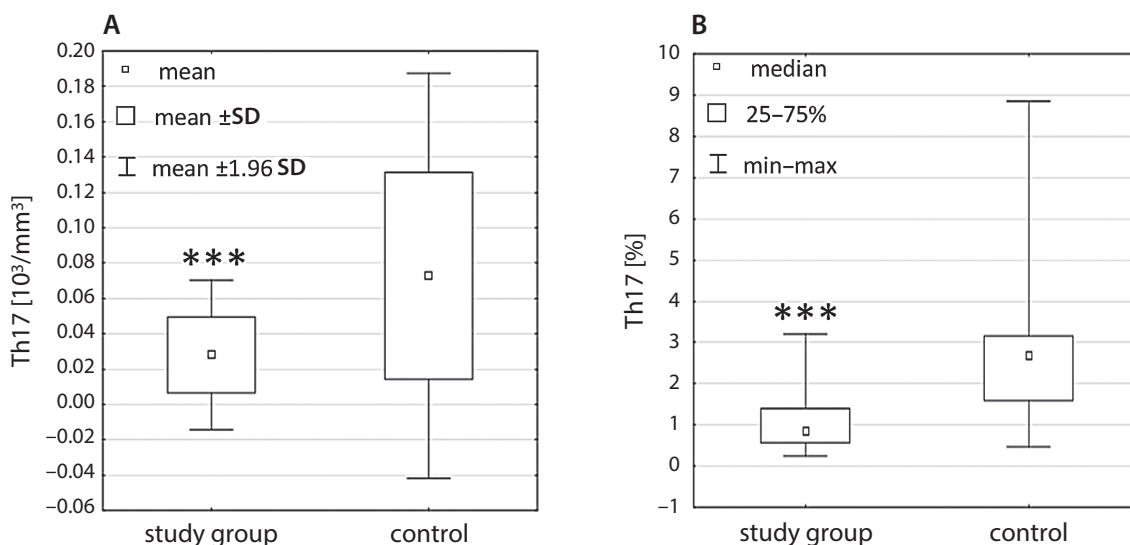 A
Th17 [10³/mm³]
0.20
0.18
0.16
0.14
0.12
0.10
0.08
0.06
0.04
0.02
0.00
–0.02
–0.04
–0.06
mean
mean ±SD
mean ±1.96 SD
***
study group
control
B
Th17 [%]
10
9
8
7
6
5
4
3
2
1
0
–1
median
25–75%
min–max
***
study group
control